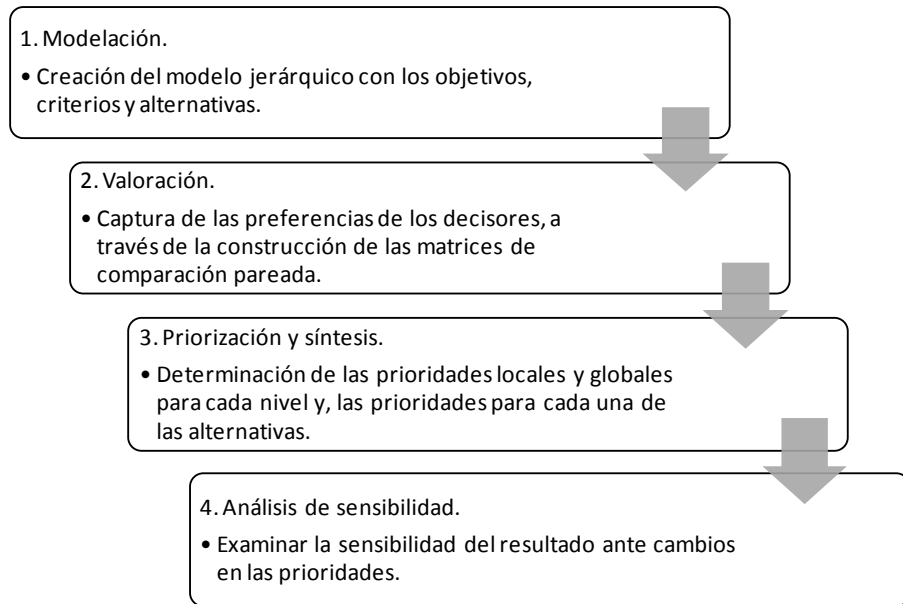 1. Modelación.
• Creación del modelo jerárquico con los objetivos,
criterios y alternativas.
2. Valoración.
• Captura de las preferencias de los decisores, a
través de la construcción de las matrices de
comparación pareada.
3. Priorización y síntesis.
• Determinación de las prioridades locales y globales
para cada nivel y, las prioridades para cada una de
las alternativas.
4. Análisis de sensibilidad.
• Examinar la sensibilidad del resultado ante cambios
en las prioridades.